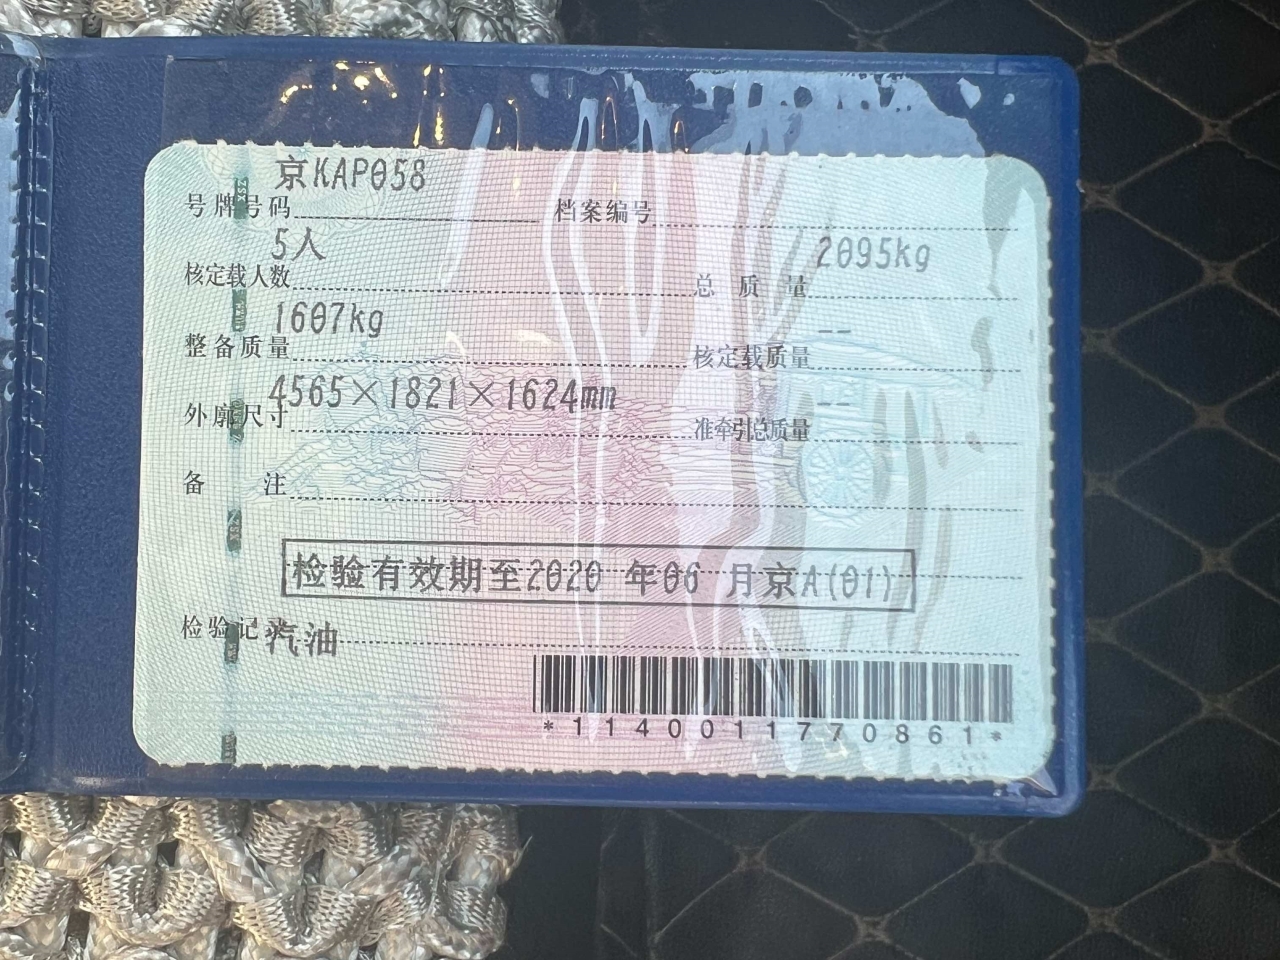 京KAP058
号牌号码 档案编号
5人 2095kg
核定载人数 总质量
1607kg --
整备质量 核定载质量
4565×1821×1624mm --
外廓尺寸 准牵引总质量
备注
检验有效期至2020 年06 月京A(01)
检验记录 汽油
*1140011770861*